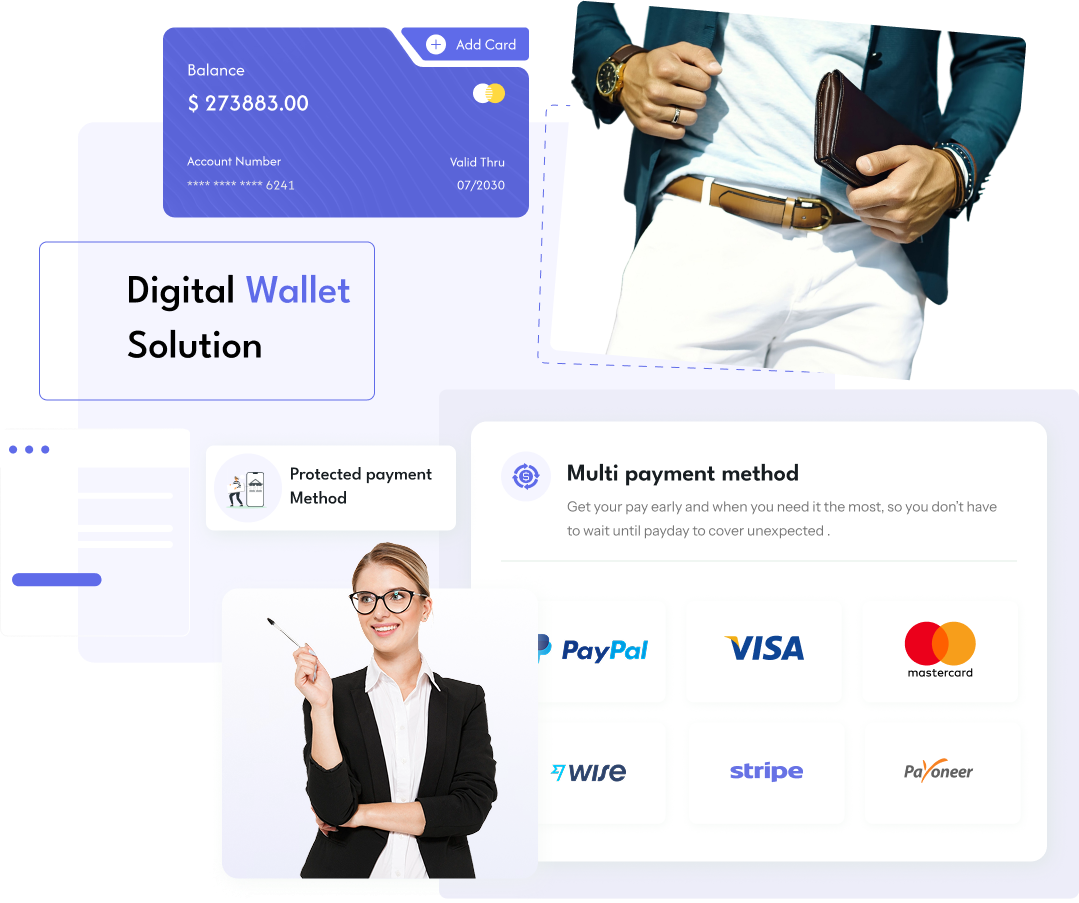 Add Card
Balance
$ 273883.00
Account Number
Valid Thru
**** **** **** 6241
07/2030
Digital Wallet
Solution
Protected payment
Method
Multi payment method
Get your pay early and when you need it the most, so you don't have
to wait until payday to cover unexpected .
PayPal
VISA
mastercard
WISE
stripe
Payoneer